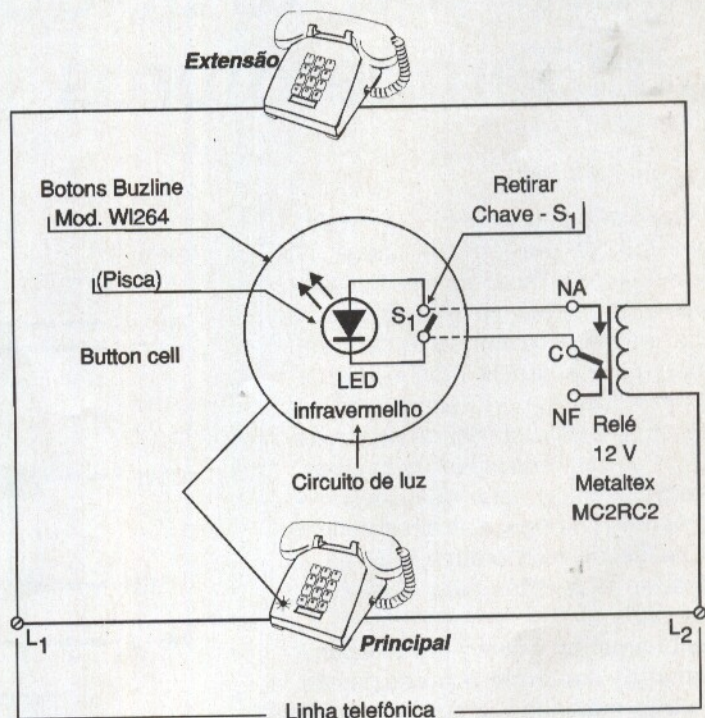 Extensão
Botons Buzline
Mod. WI264
Retirar
Chave - S1
(Pisca)
S1
NA
Button cell
C
LED
infravermelho
NF
Relé
12 V
Metaltex
MC2RC2
Circuito de luz
L1
Principal
L2
Linha telefônica